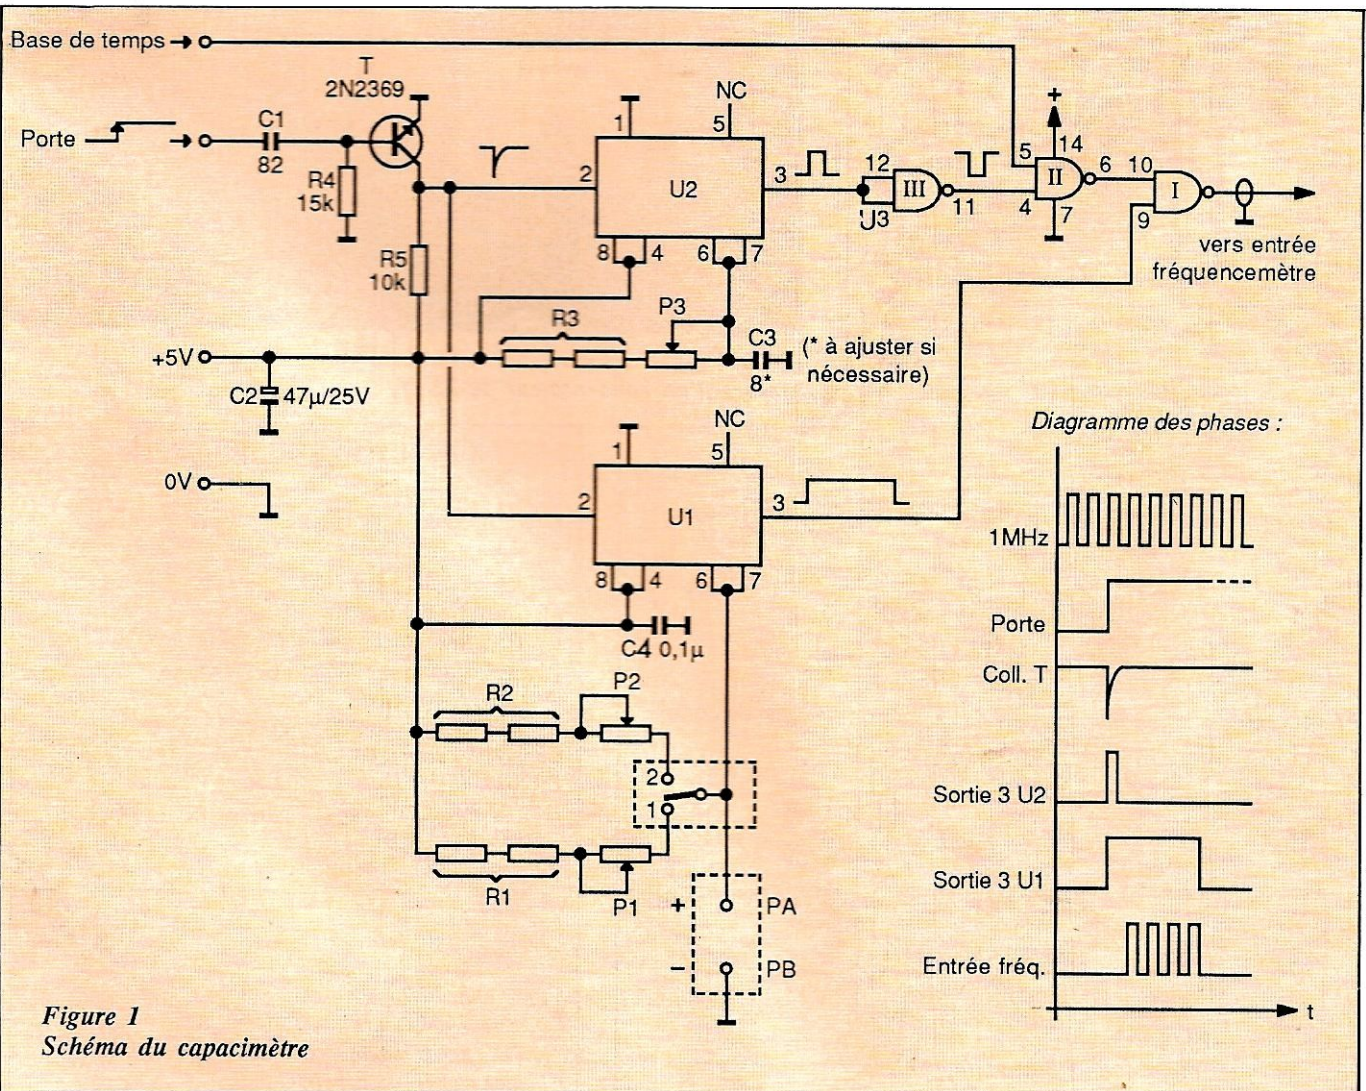 Base de temps
T
2N2369
NC
+
Porte
C1
82
1
5
5
14
12
2
U2
3
III
II
6
10
I
R4
15k
U3
11
4
7
9
R5
10k
8
4
6
7
vers entrée
fréquencemètre
R3
P3
+5V
C3
(* à ajuster si
nécessaire)
8*
C2
47µ/25V
NC
Diagramme des phases :
1
5
0V
2
U1
3
1MHz
8
4
6
7
Porte
C4 0,1µ
Coll. T
R2
P2
2
1
Sortie 3 U2
R1
P1
Sortie 3 U1
+
PA
-
PB
Entrée fréq.
t
Figure 1
Schéma du capacimètre